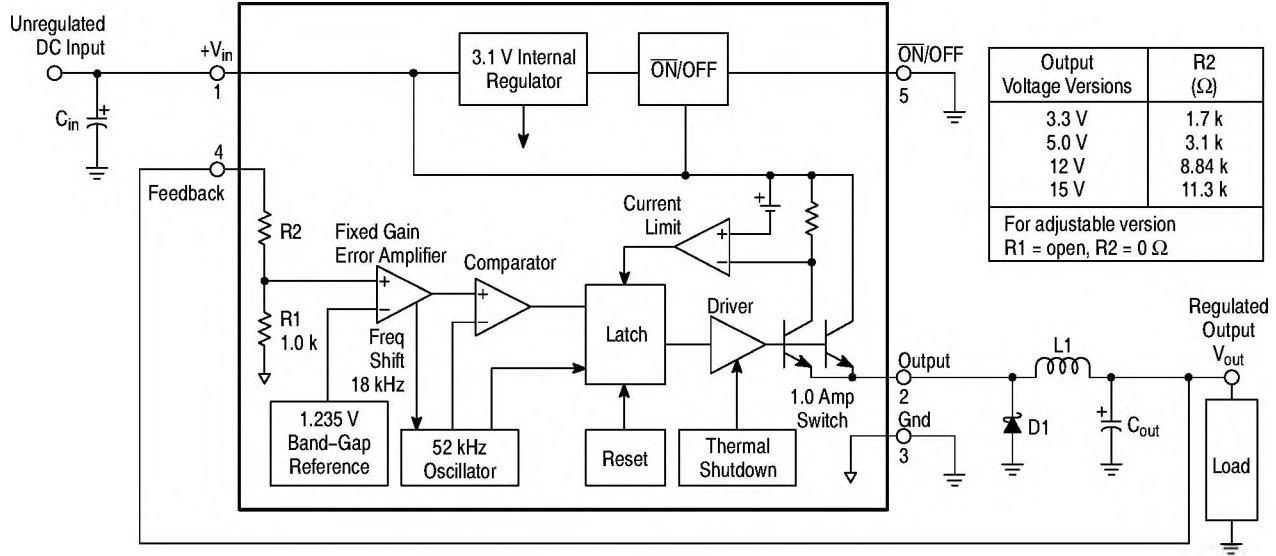 Unregulated
DC Input
+Vin
1
Cin
4
Feedback
3.1 V Internal
Regulator
O̅N̅/OFF
O̅N̅/OFF
5
Output
Voltage Versions
R2
(Ω)
3.3 V
1.7 k
5.0 V
3.1 k
12 V
8.84 k
15 V
11.3 k
For adjustable version
R1 = open, R2 = 0 Ω
R2
Fixed Gain
Error Amplifier
Comparator
Current
Limit
R1
1.0 k
Freq
Shift
18 kHz
Latch
Driver
1.0 Amp
Switch
Output
2
Gnd
3
L1
D1
Cout
Regulated
Output
Vout
Load
1.235 V
Band–Gap
Reference
52 kHz
Oscillator
Reset
Thermal
Shutdown